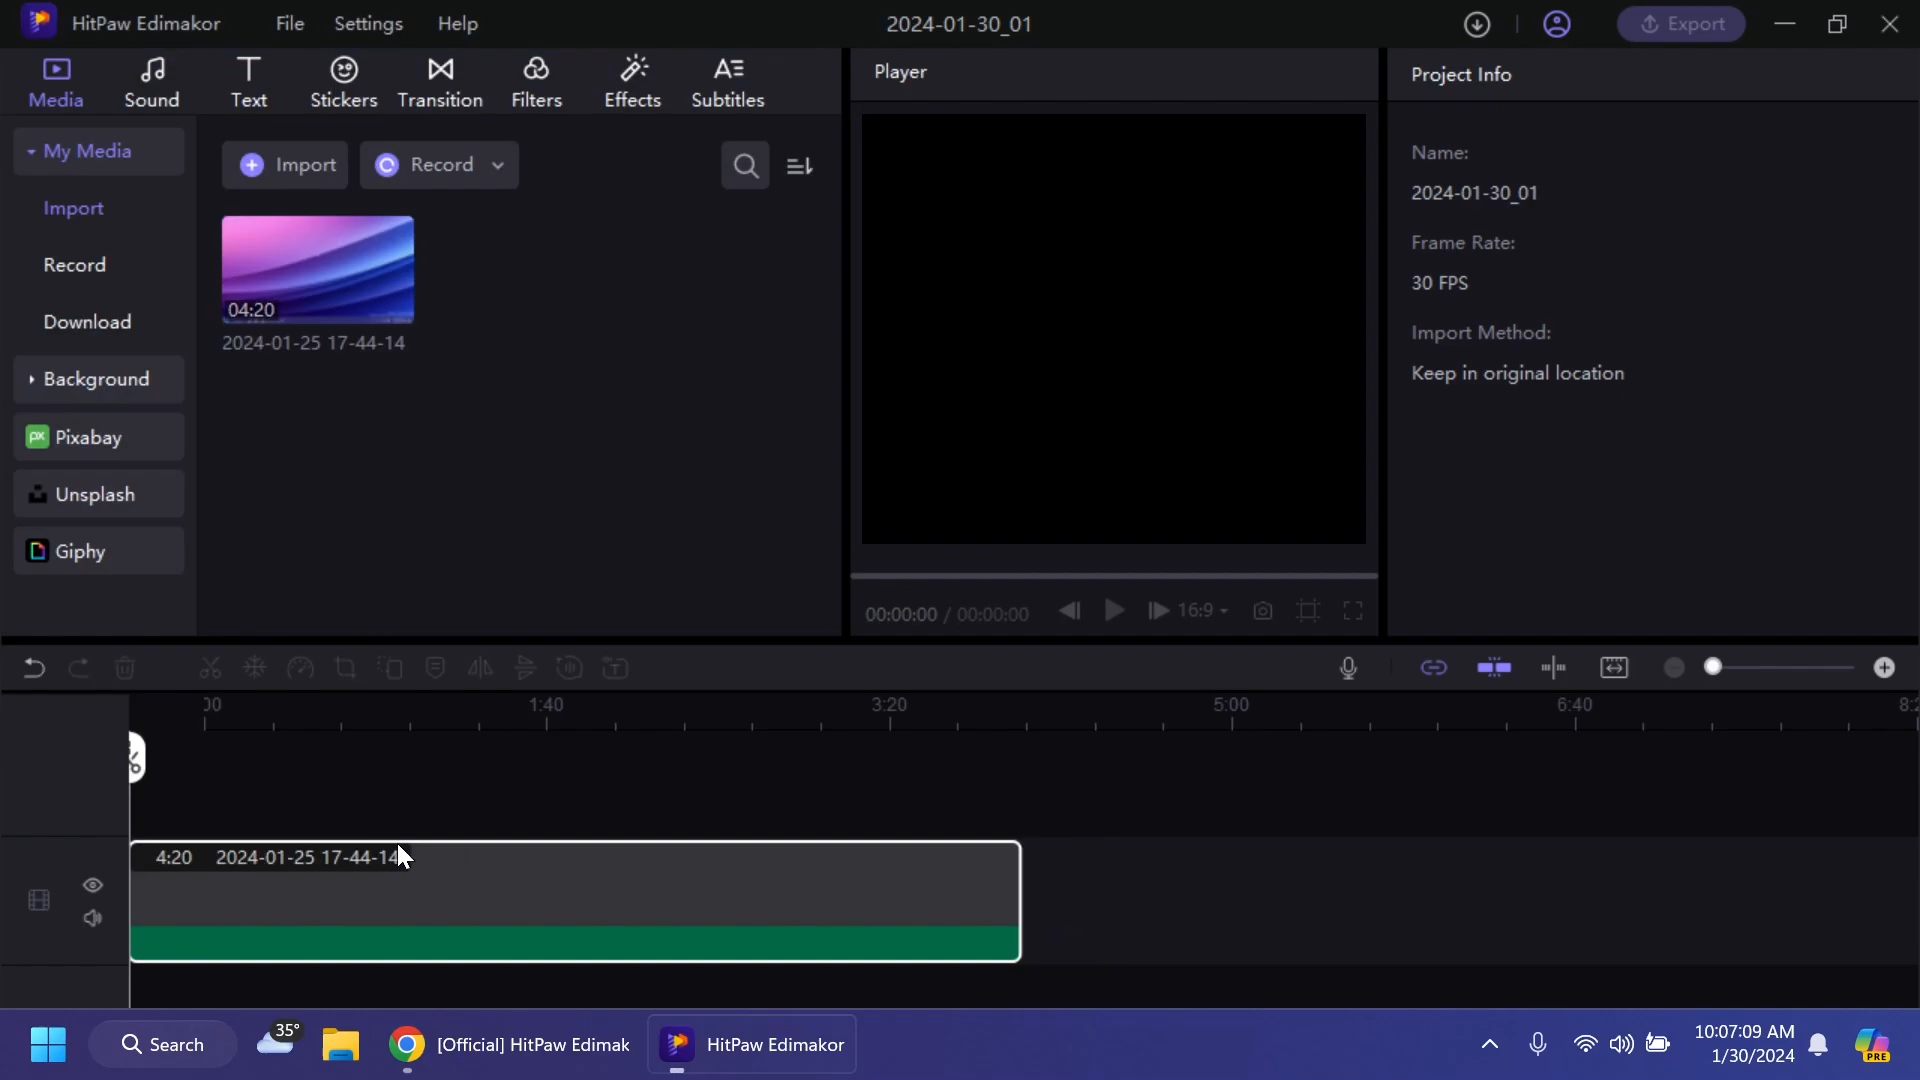 HitPaw Edimakor
File
Settings
Help
2024-01-30_01
Export
Media
Sound
Text
Stickers
Transition
Filters
Effects
Subtitles
My Media
Import
Record
Download
Background
Pixabay
Unsplash
Giphy
Import
Record
04:20
2024-01-25 17-44-14
Player
00:00:00 / 00:00:00
16:9
Project Info
Name:
2024-01-30_01
Frame Rate:
30 FPS
Import Method:
Keep in original location
00
1:40
3:20
5:00
6:40
4:20 2024-01-25 17-44-14
35°
Search
[Official] HitPaw Edimak
HitPaw Edimakor
10:07:09 AM
1/30/2024
PRE